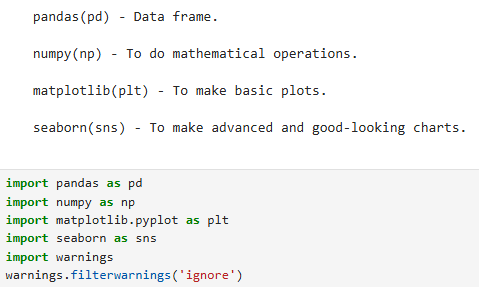 pandas(pd) - Data frame.
numpy(np) - To do mathematical operations.
matplotlib(plt) - To make basic plots.
seaborn(sns) - To make advanced and good-looking charts.
import pandas as pd
import numpy as np
import matplotlib.pyplot as plt
import seaborn as sns
import warnings
warnings.filterwarnings('ignore')